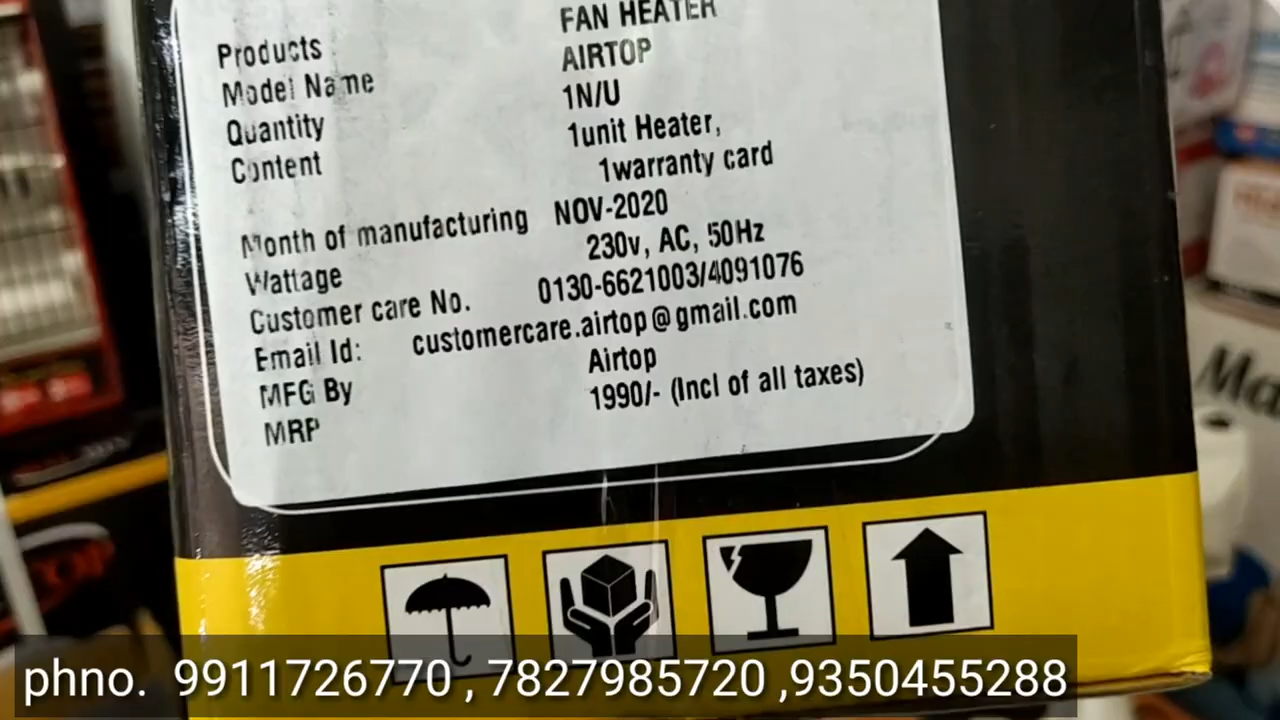 Products FAN HEATER
Model Name AIRTOP
Quantity 1N/U
Content 1unit Heater,
1warranty card
Month of manufacturing NOV-2020
Wattage 230v, AC, 50Hz
Customer care No. 0130-6621003/4091076
Email Id: customercare.airtop@gmail.com
MFG By Airtop
MRP 1990/- (Incl of all taxes)
Ma
phno. 9911726770 , 7827985720 ,9350455288